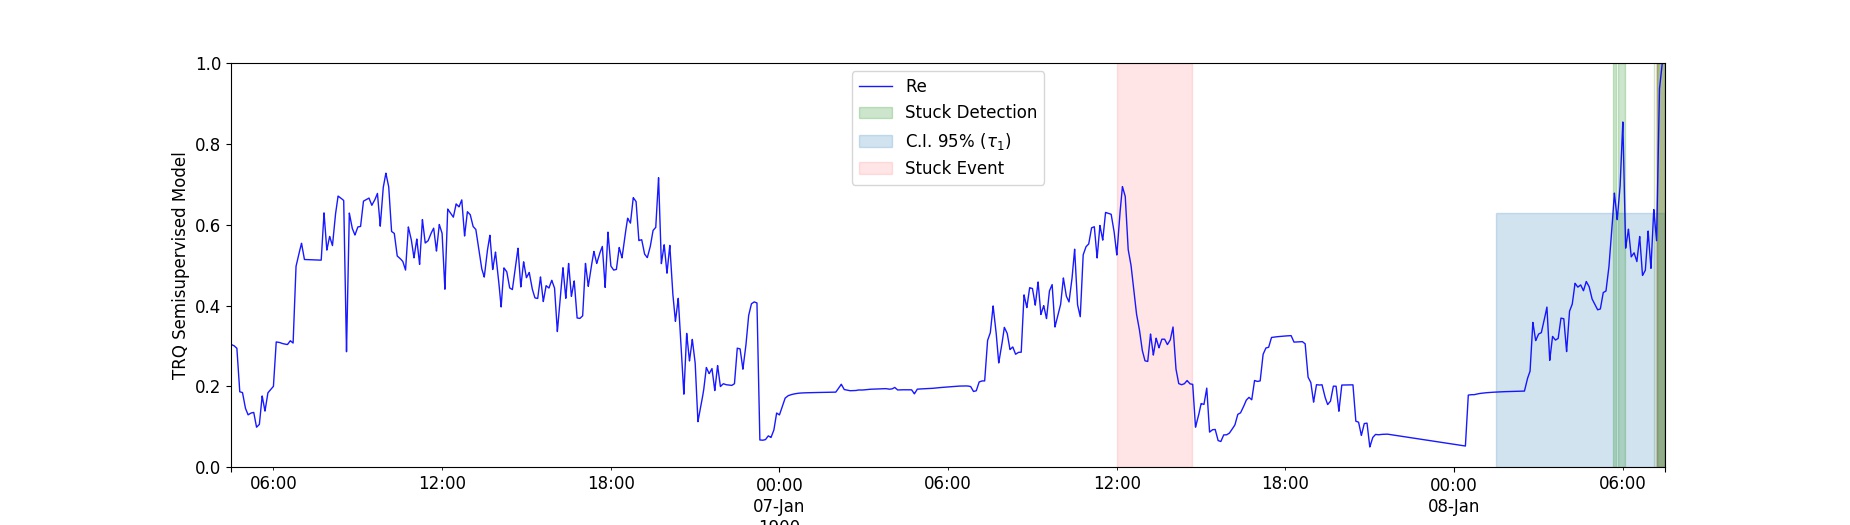 TRQ Semisupervised Model
1.0
0.8
0.6
0.4
0.2
0.0
Re
Stuck Detection
C.I. 95% (τ₁)
Stuck Event
06:00 12:00 18:00 00:00 06:00 12:00 18:00 00:00 06:00
07-Jan 08-Jan
1900